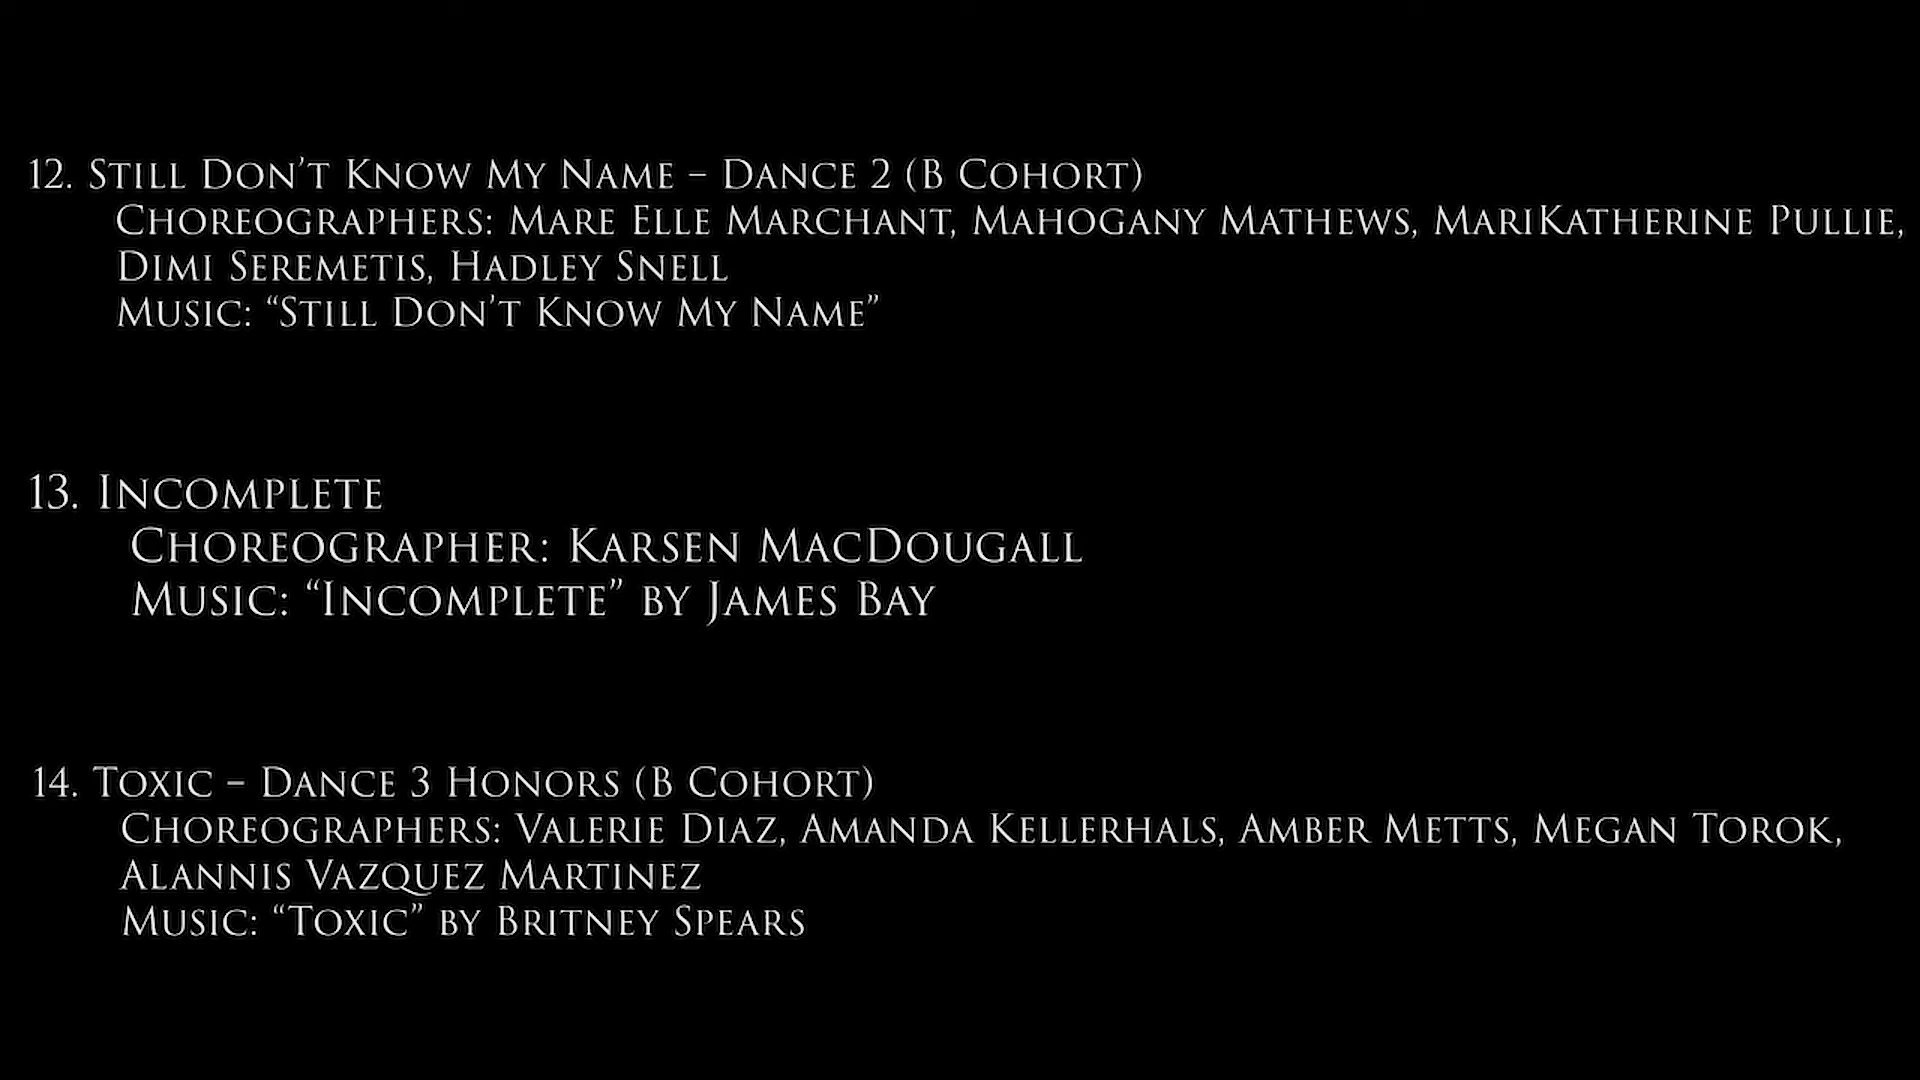 12. Still Don’t Know My Name – Dance 2 (B Cohort)
Choreographers: Mare Elle Marchant, Mahogany Mathews, MariKatherine Pullie,
Dimi Seremetis, Hadley Snell
Music: “Still Don’t Know My Name”
13. Incomplete
Choreographer: Karsen MacDougall
Music: “Incomplete” by James Bay
14. Toxic – Dance 3 Honors (B Cohort)
Choreographers: Valerie Diaz, Amanda Kellerhals, Amber Metts, Megan Torok,
Alannis Vazquez Martinez
Music: “Toxic” by Britney Spears